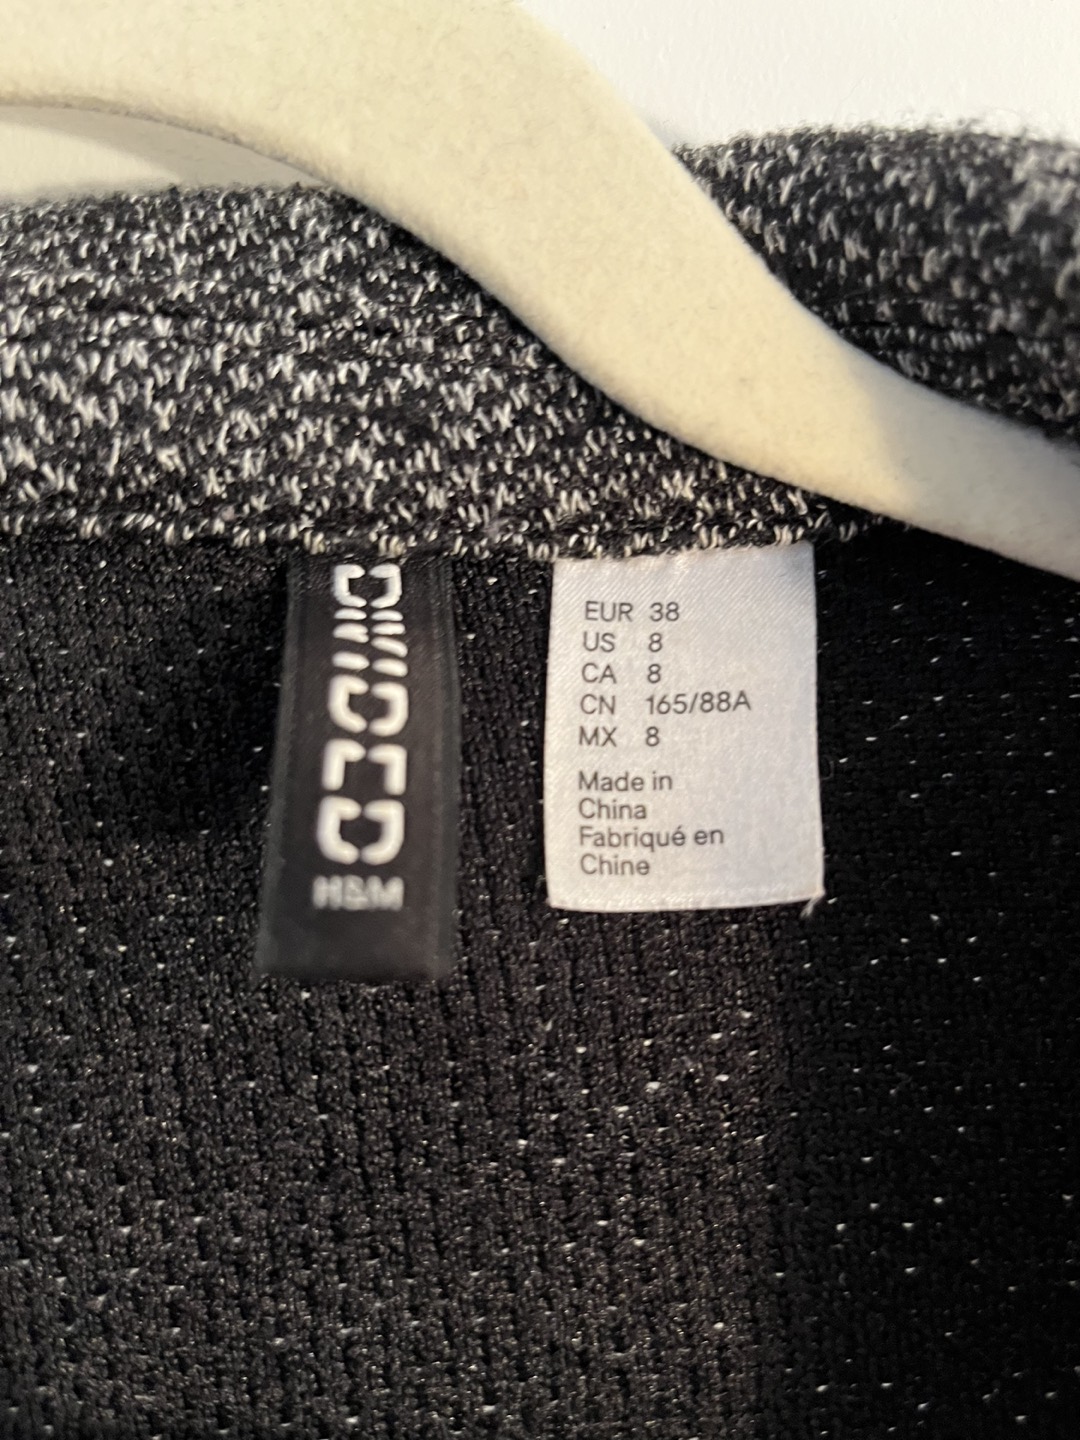 DIVIDED
H&M
EUR 38
US 8
CA 8
CN 165/88A
MX 8
Made in
China
Fabriqué en
Chine